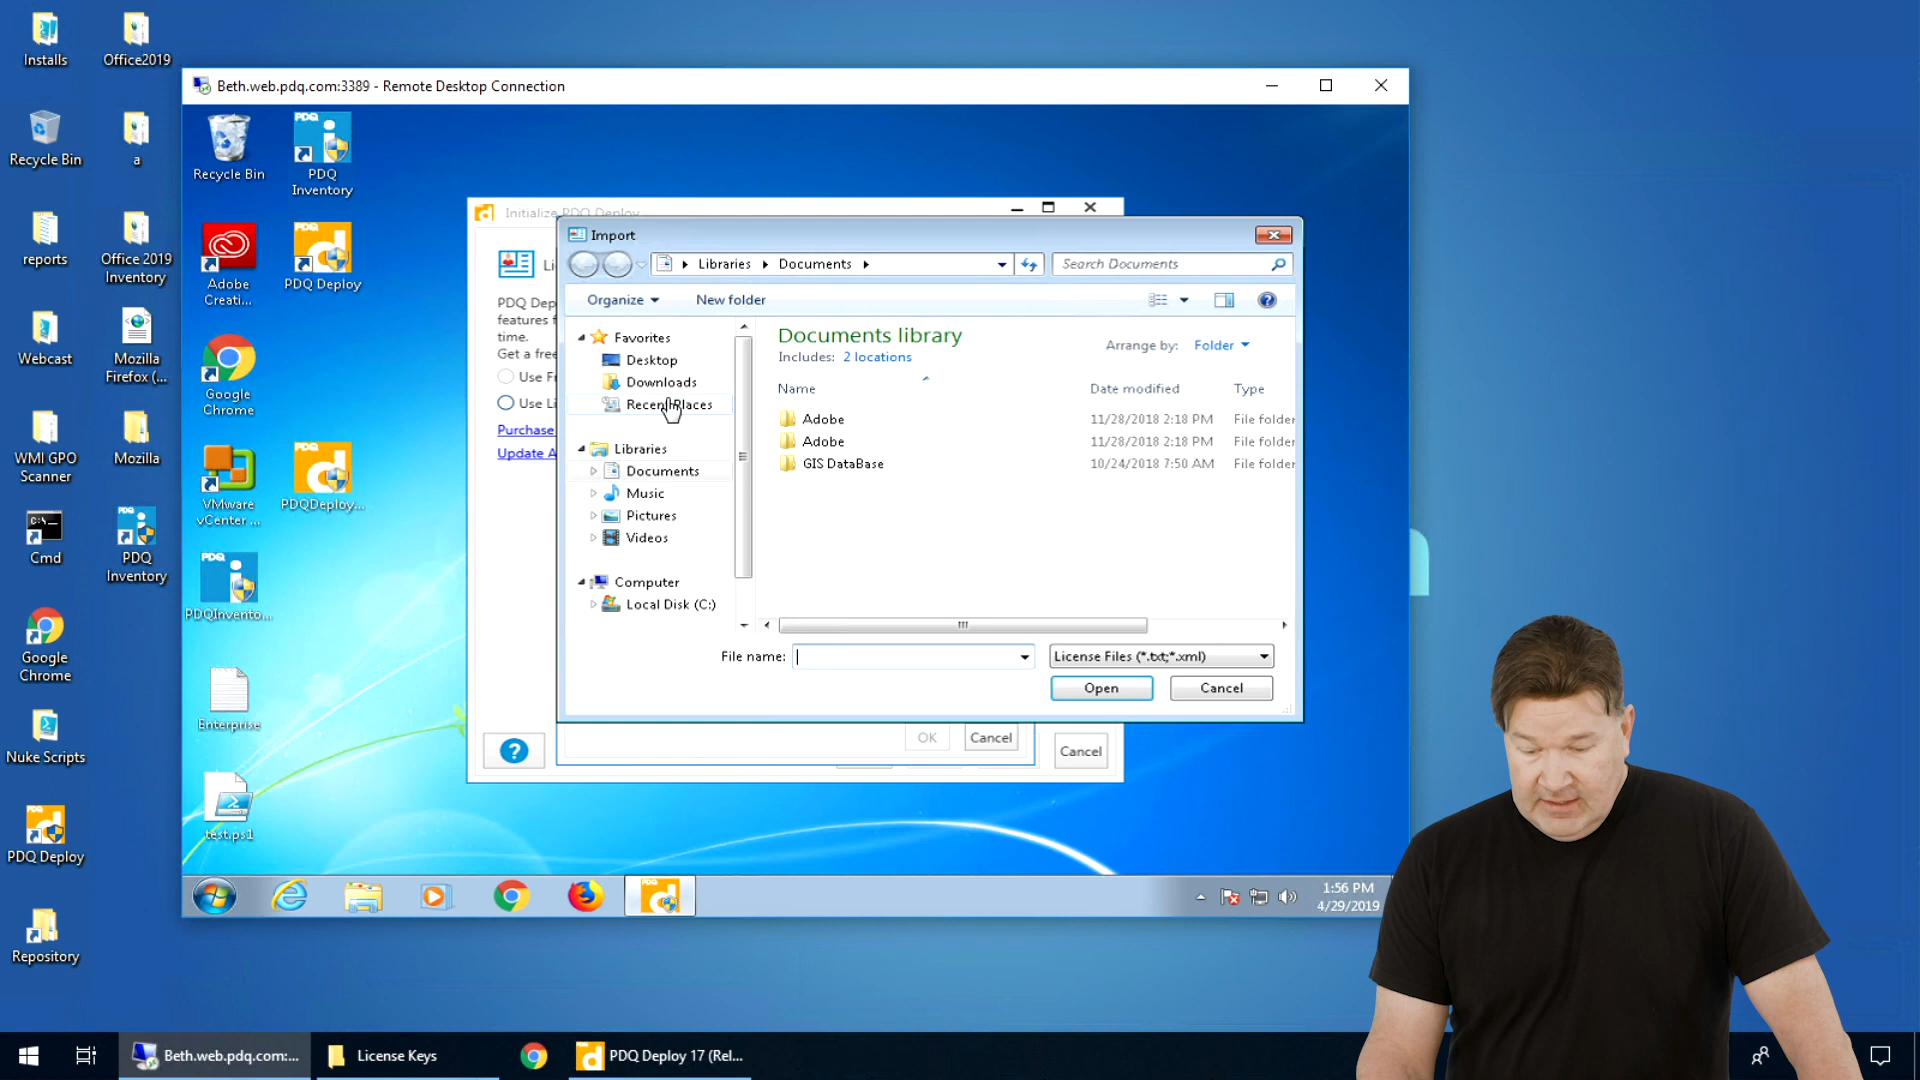 Installs
Office2019
Recycle Bin
a
reports
Office 2019
Inventory
Webcast
Mozilla
Firefox (...
WMI GPO
Scanner
Mozilla
Cmd
PDQ
Inventory
Google
Chrome
Nuke Scripts
PDQ Deploy
Repository
Beth.web.pdq.com:3389 - Remote Desktop Connection
Recycle Bin
PDQ
Inventory
Adobe
Creati...
PDQ Deploy
Google
Chrome
VMware
vCenter ...
PDQDeploy...
PDQInvento...
Enterprise
test.ps1
Initialize PDQ Deploy
Li
PDQ Dep
features f
time.
Get a free
Use Fr
Use Li
Purchase
Update A
Import
Libraries
Documents
Search Documents
Organize
New folder
Favorites
Desktop
Downloads
Recent Places
Libraries
Documents
Music
Pictures
Videos
Computer
Local Disk (C:)
Documents library
Includes: 2 locations
Arrange by: Folder
Name Date modified Type
Adobe 11/28/2018 2:18 PM File folder
Adobe 11/28/2018 2:18 PM File folder
GIS DataBase 10/24/2018 7:50 AM File folder
File name:
License Files (*.txt;*.xml)
Open
Cancel
OK
Cancel
Cancel
1:56 PM
4/29/2019
Beth.web.pdq.com:...
License Keys
PDQ Deploy 17 (Rel...